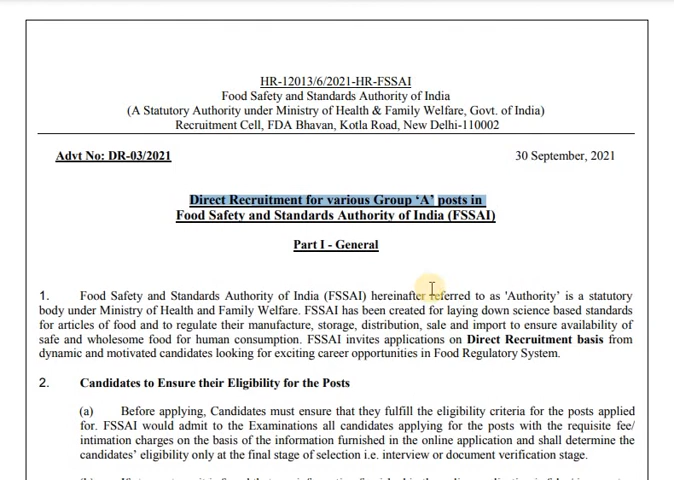 HR-12013/6/2021-HR-FSSAI
Food Safety and Standards Authority of India
(A Statutory Authority under Ministry of Health & Family Welfare, Govt. of India)
Recruitment Cell, FDA Bhavan, Kotla Road, New Delhi-110002
Advt No: DR-03/2021 30 September, 2021
Direct Recruitment for various Group ‘A’ posts in
Food Safety and Standards Authority of India (FSSAI)
Part I - General
1. Food Safety and Standards Authority of India (FSSAI) hereinafter referred to as 'Authority' is a statutory
body under Ministry of Health and Family Welfare. FSSAI has been created for laying down science based standards
for articles of food and to regulate their manufacture, storage, distribution, sale and import to ensure availability of
safe and wholesome food for human consumption. FSSAI invites applications on Direct Recruitment basis from
dynamic and motivated candidates looking for exciting career opportunities in Food Regulatory System.
2. Candidates to Ensure their Eligibility for the Posts
(a) Before applying, Candidates must ensure that they fulfill the eligibility criteria for the posts applied
for. FSSAI would admit to the Examinations all candidates applying for the posts with the requisite fee/
intimation charges on the basis of the information furnished in the online application and shall determine the
candidates' eligibility only at the final stage of selection i.e. interview or document verification stage.